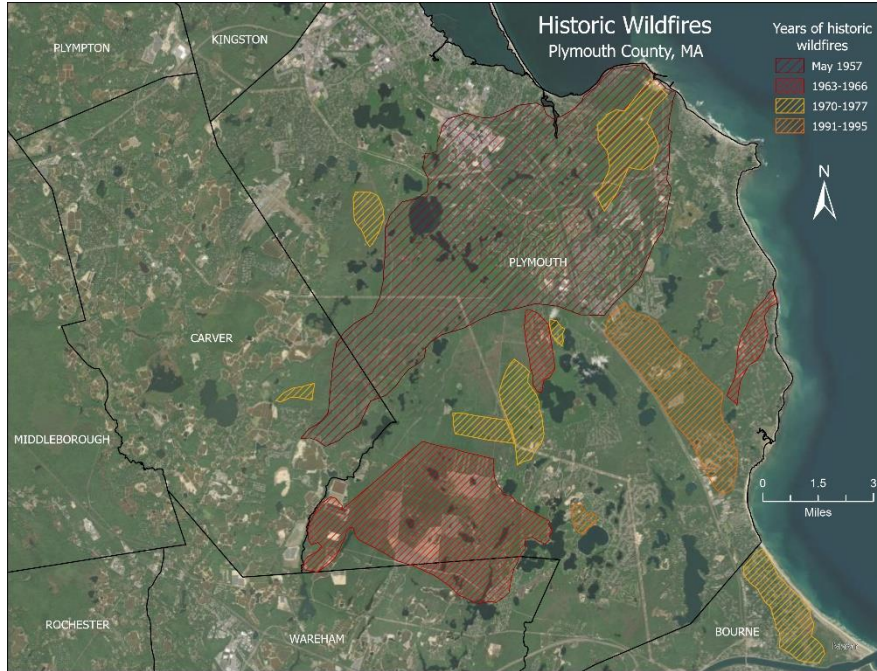 Historic Wildfires
Plymouth County, MA
Years of historic
wildfires
May 1957
1963-1966
1970-1977
1991-1995
N
PLYMPTON
KINGSTON
PLYMOUTH
CARVER
MIDDLEBOROUGH
0 1.5 3
Miles
ROCHESTER
WAREHAM
BOURNE